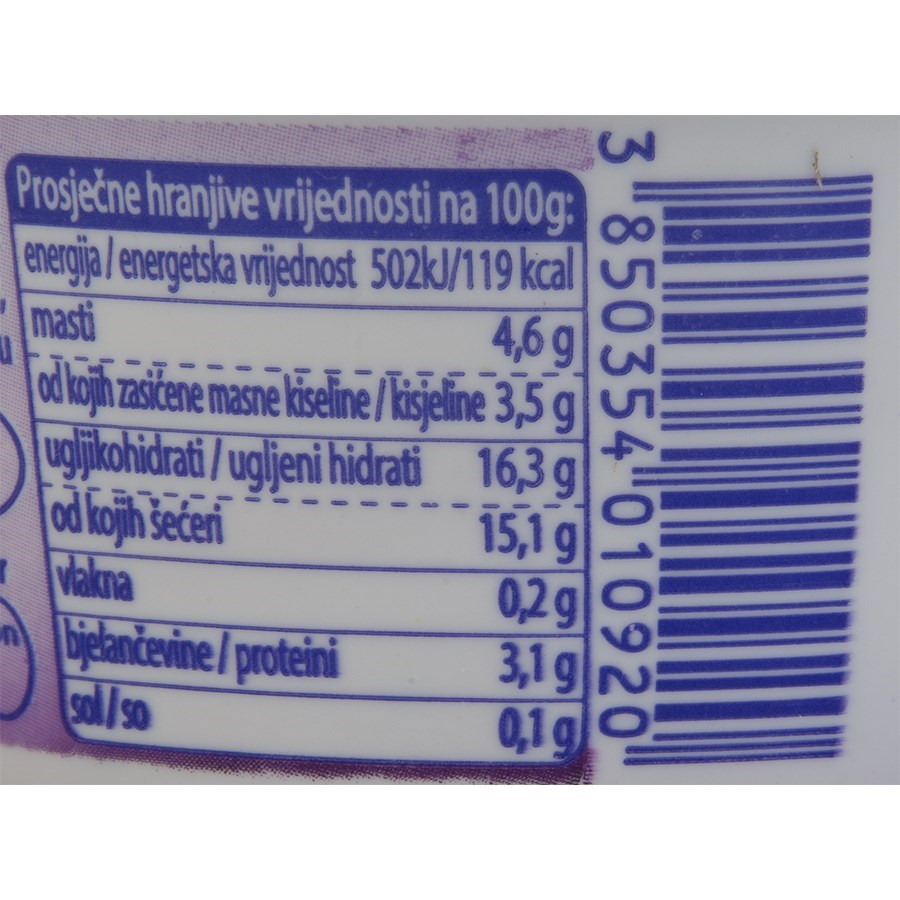 Prosječne hranjive vrijednosti na 100g:
energija / energetska vrijednost 502kJ/119 kcal
masti 4,6 g
od kojih zasićene masne kiseline / kisjeline 3,5 g
ugljikohidrati / ugljeni hidrati 16,3 g
od kojih šećeri 15,1 g
vlakna 0,2 g
bjelančevine / proteini 3,1 g
sol / so 0,1 g
3 850354 010920